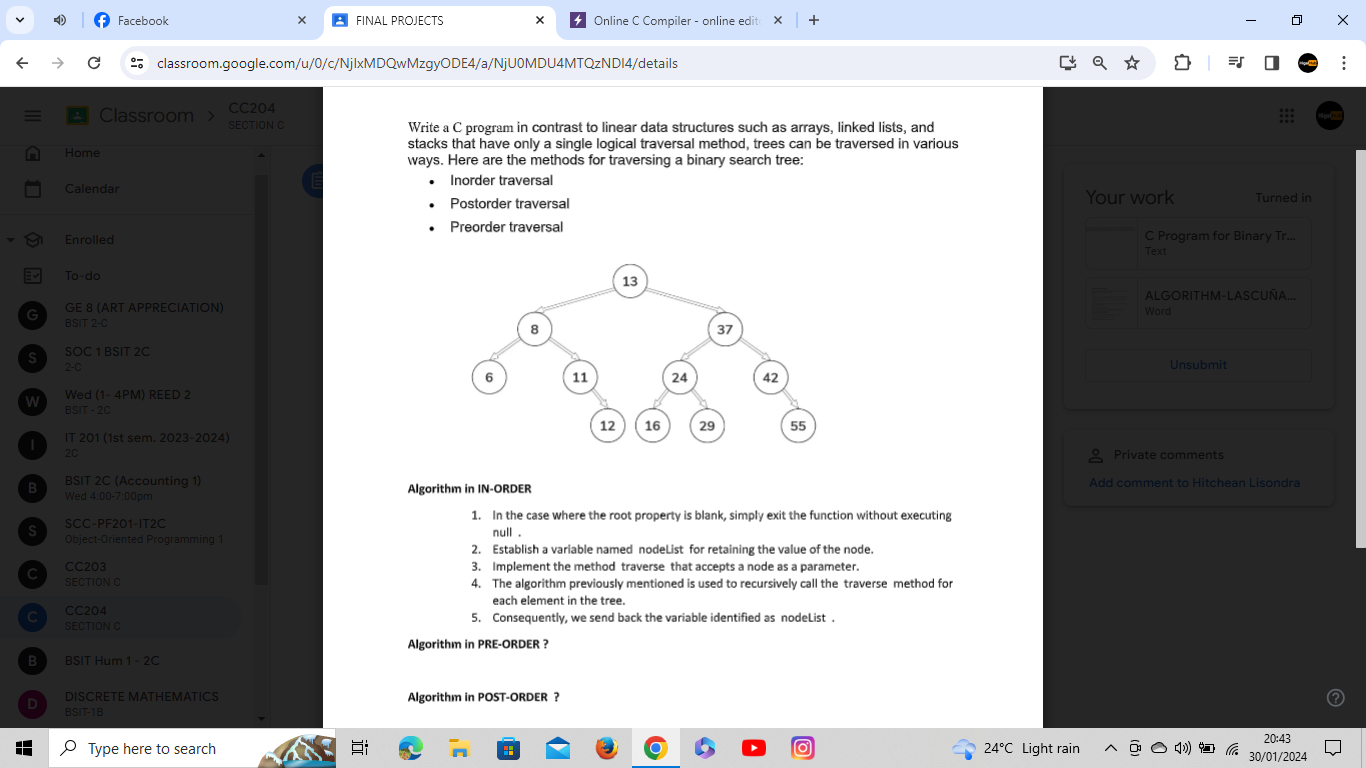 Facebook
FINAL PROJECTS
Online C Compiler - online edit
classroom.google.com/u/0/c/NjIxMDQwMzgyODE4/a/NjU0MDU4MTQzNDI4/details
Classroom > CC204
SECTION C
Home
Calendar
Enrolled
To-do
G
GE 8 (ART APPRECIATION)
BSIT 2-C
S
SOC 1 BSIT 2C
2-C
W
Wed (1- 4PM) REED 2
BSIT - 2C
I
IT 201 (1st sem. 2023-2024)
2C
B
BSIT 2C (Accounting 1)
Wed 4:00-7:00pm
S
SCC-PF201-IT2C
Object-Oriented Programming 1
C
CC203
SECTION C
C
CC204
SECTION C
B
BSIT Hum 1 - 2C
D
DISCRETE MATHEMATICS
BSIT-1B
Write a C program in contrast to linear data structures such as arrays, linked lists, and
stacks that have only a single logical traversal method, trees can be traversed in various
ways. Here are the methods for traversing a binary search tree:
• Inorder traversal
• Postorder traversal
• Preorder traversal
13
8 37
6 11 24 42
12 16 29 55
Algorithm in IN-ORDER
1. In the case where the root property is blank, simply exit the function without executing
null .
2. Establish a variable named nodeList for retaining the value of the node.
3. Implement the method traverse that accepts a node as a parameter.
4. The algorithm previously mentioned is used to recursively call the traverse method for
each element in the tree.
5. Consequently, we send back the variable identified as nodeList .
Algorithm in PRE-ORDER ?
Algorithm in POST-ORDER ?
Your work
Turned in
C Program for Binary Tr...
Text
ALGORITHM-LASCUÑA...
Word
Unsubmit
Private comments
Add comment to Hitchean Lisondra
Type here to search
24°C Light rain
20:43
30/01/2024